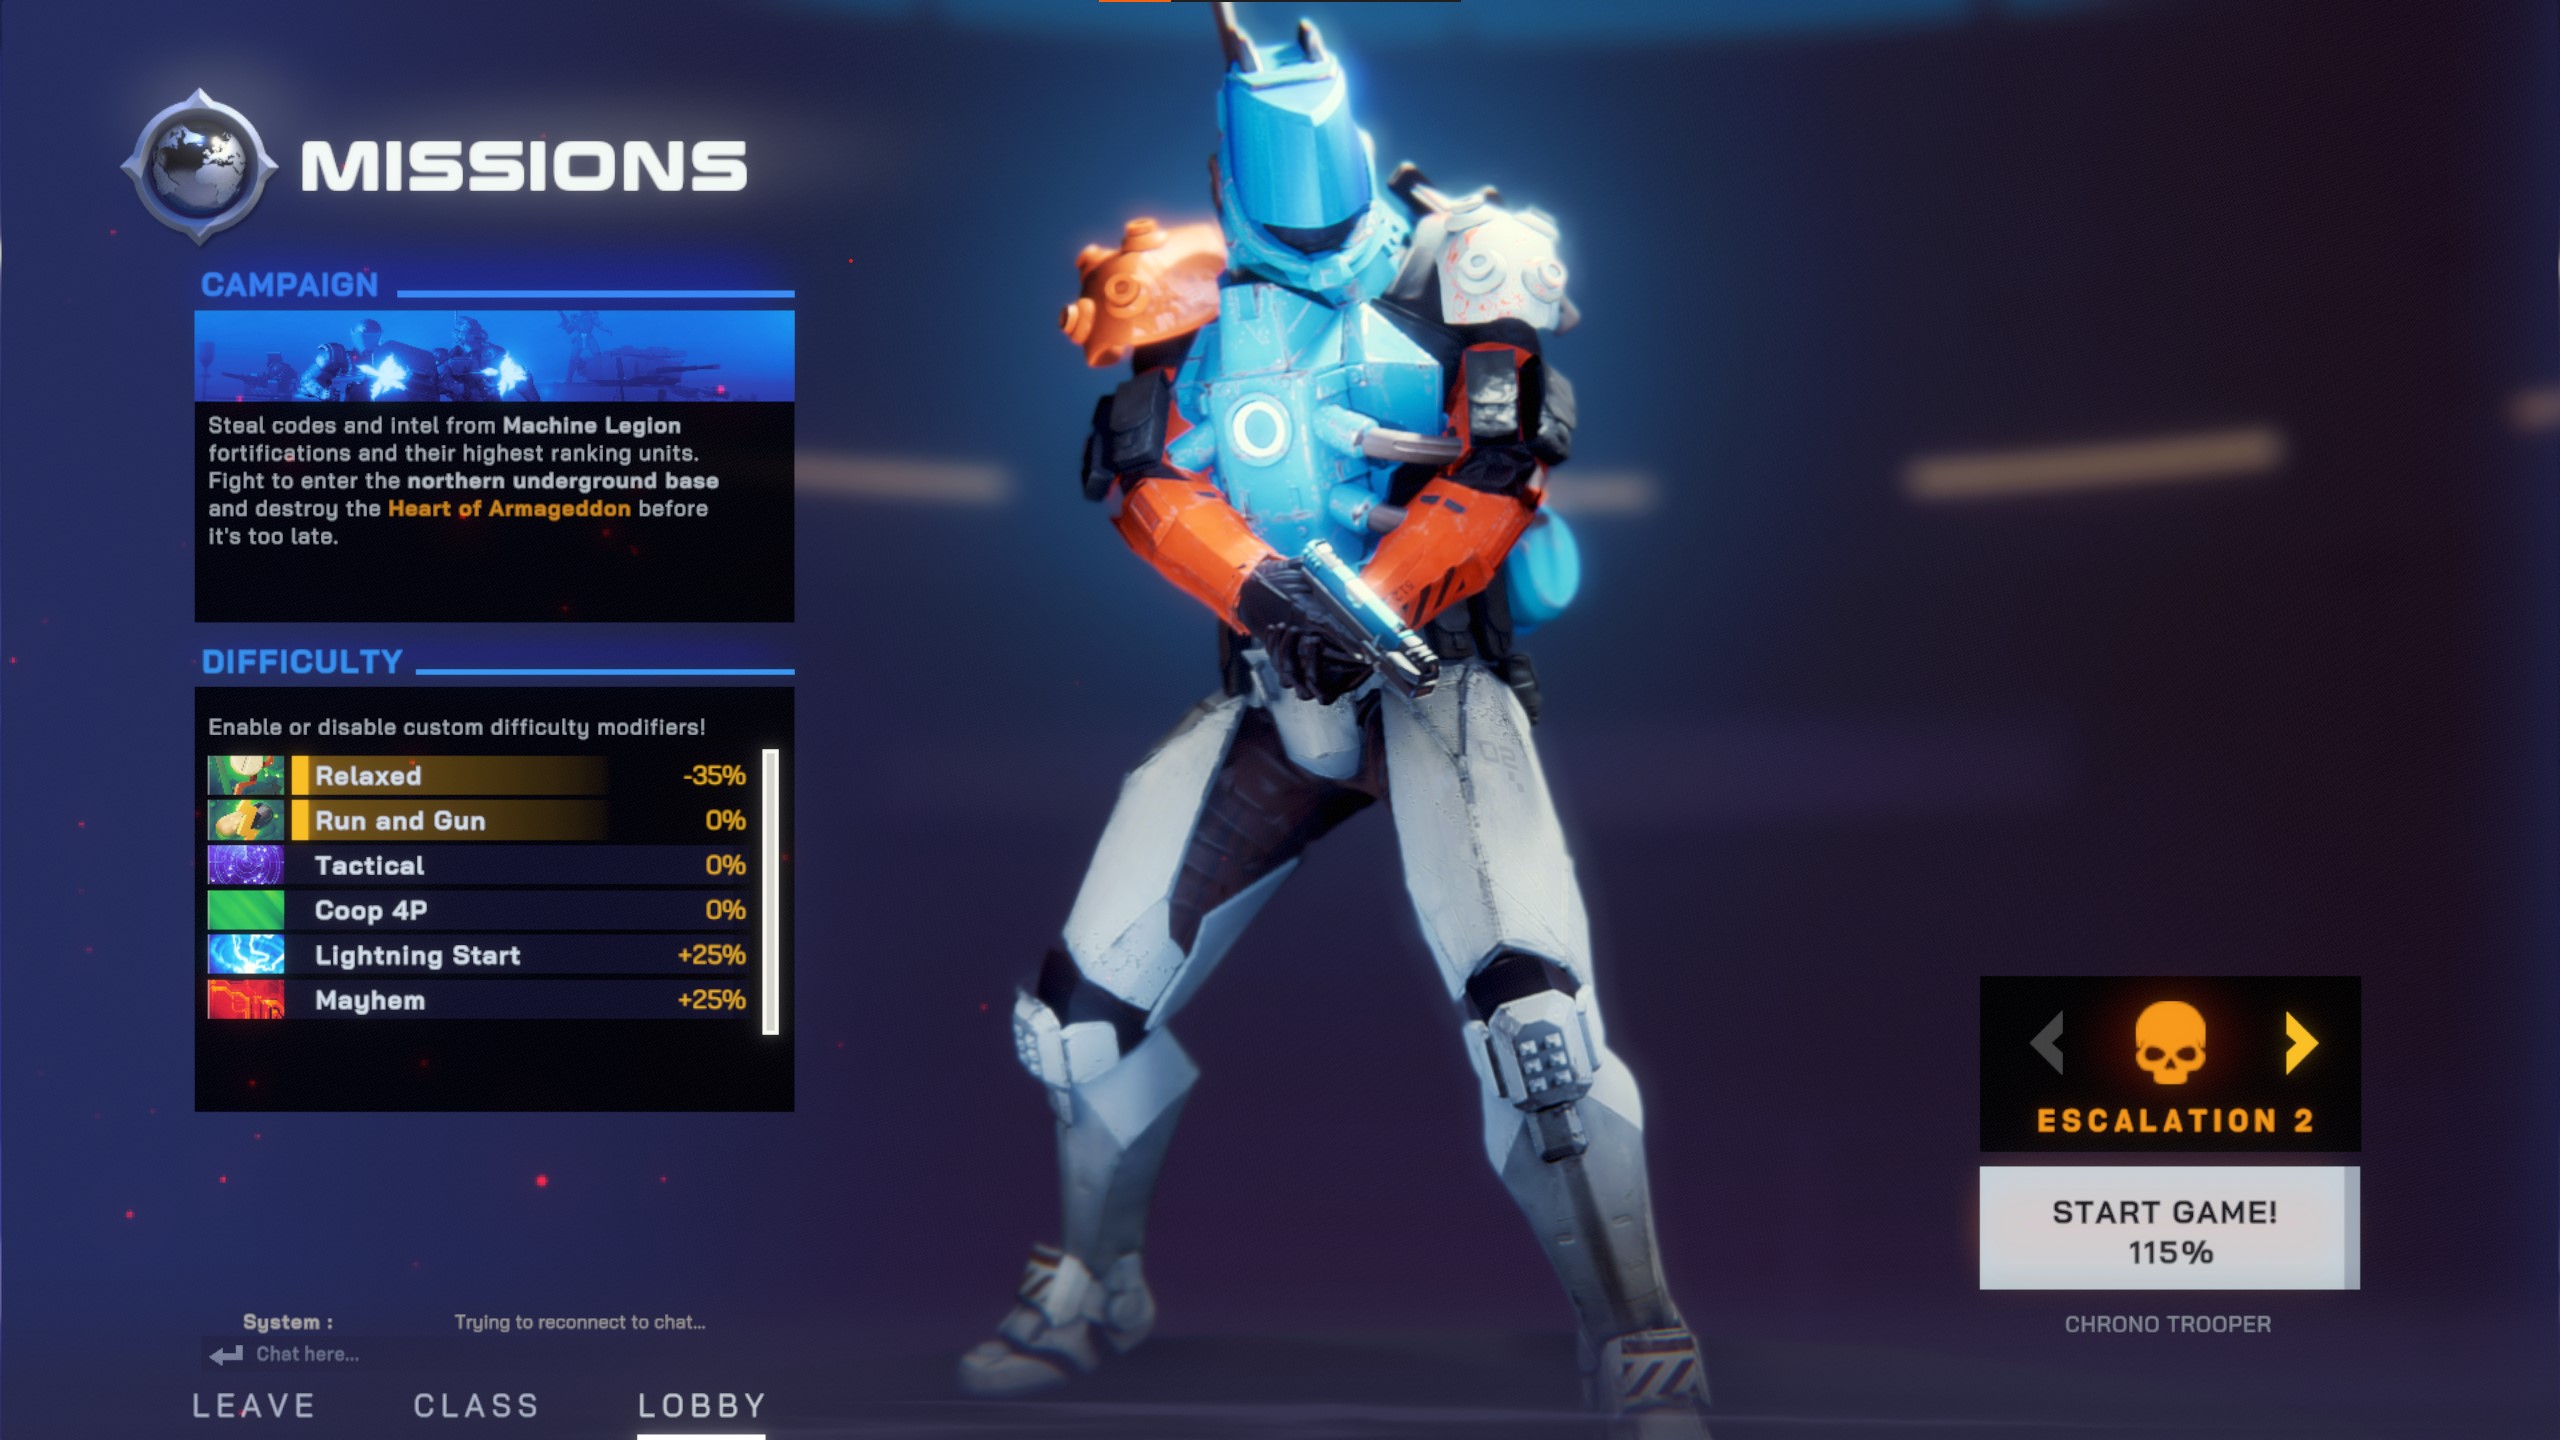 MISSIONS
CAMPAIGN
Steal codes and intel from Machine Legion
fortifications and their highest ranking units.
Fight to enter the northern underground base
and destroy the Heart of Armageddon before
it's too late.
DIFFICULTY
Enable or disable custom difficulty modifiers!
Relaxed -35%
Run and Gun 0%
Tactical 0%
Coop 4P 0%
Lightning Start +25%
Mayhem +25%
ESCALATION 2
START GAME!
115%
CHRONO TROOPER
System : Trying to reconnect to chat...
Chat here...
LEAVE CLASS LOBBY
02